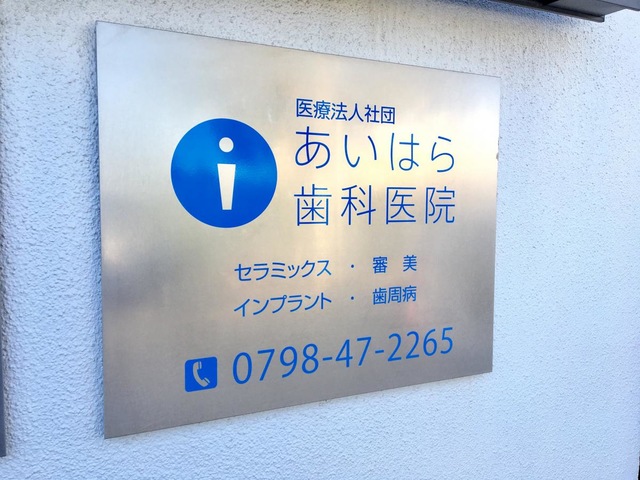 医療法人社団
あいはら
歯科医院
セラミックス ・ 審 美
インプラント ・ 歯周病
0798-47-2265